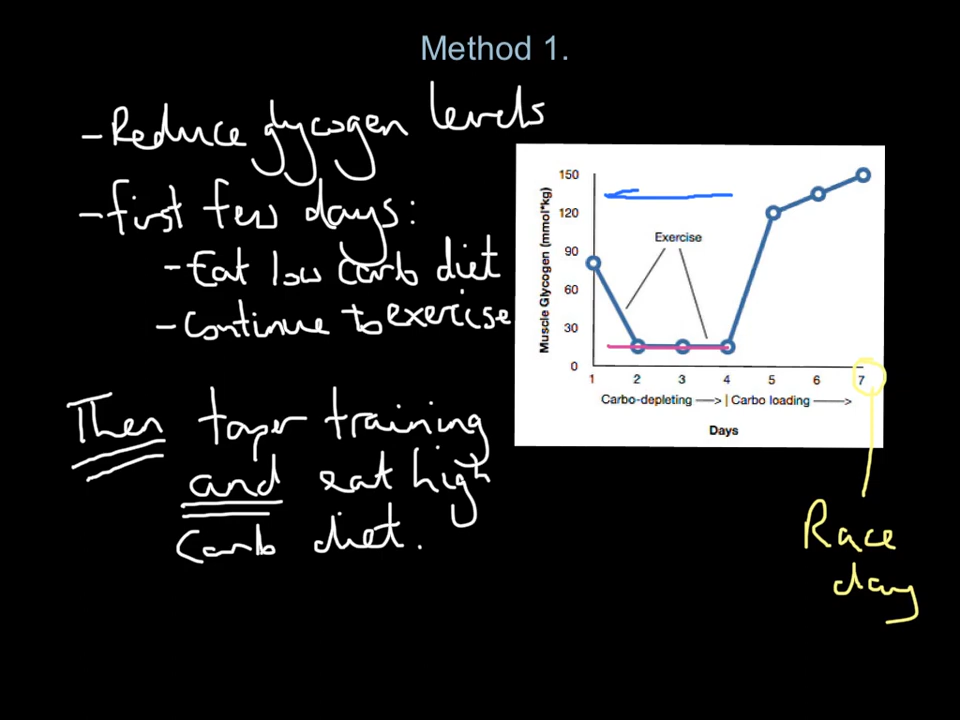 Method 1.
- Reduce glycogen levels
- First few days:
- Eat low carb diet
- Continue to exercise
Then taper training
and eat high
carb diet.
Muscle Glycogen (mmol*kg)
150
120
90
60
30
0
Exercise
1 2 3 4 5 6 7
Carbo-depleting —> | Carbo loading —>
Days
Race
day